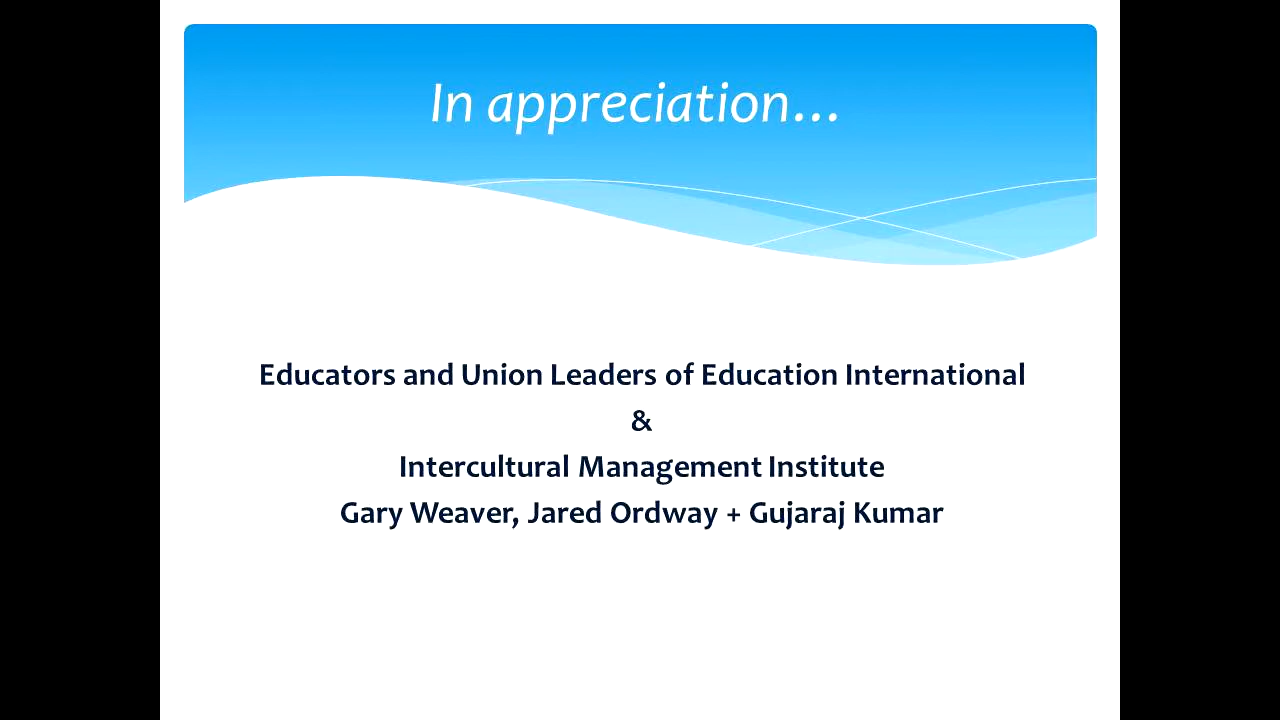 In appreciation...
Educators and Union Leaders of Education International
&
Intercultural Management Institute
Gary Weaver, Jared Ordway + Gujaraj Kumar